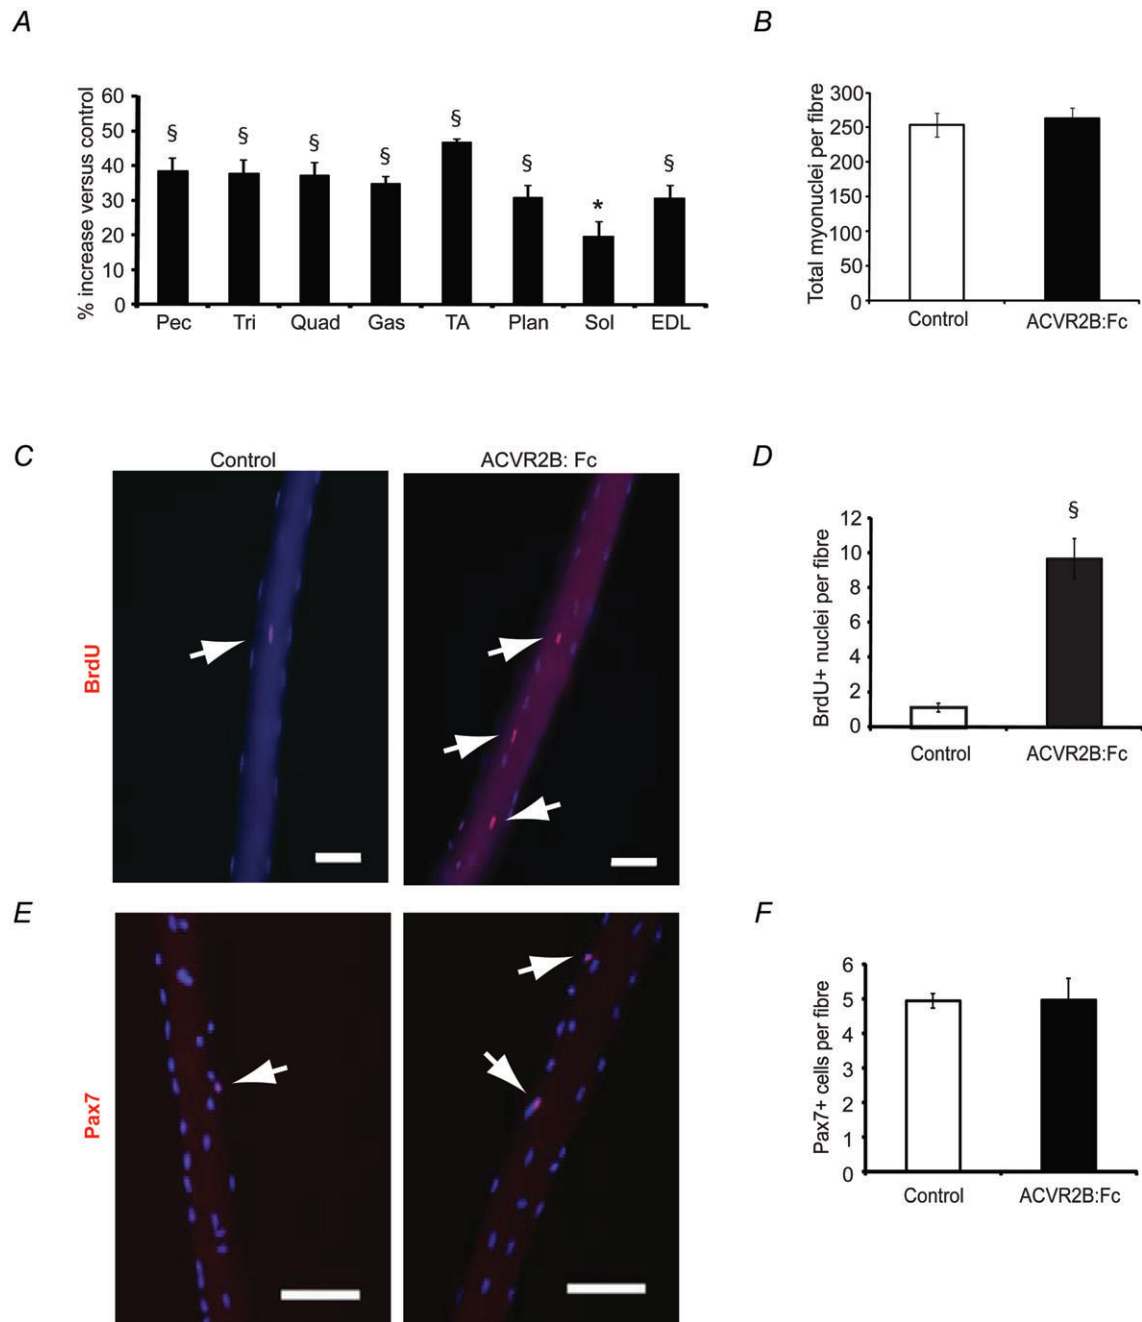 A
% increase versus control
60
50
40
30
20
10
0
§
§
§
§
§
§
*
§
Pec Tri Quad Gas TA Plan Sol EDL
B
Total myonuclei per fibre
300
250
200
150
100
50
0
Control ACVR2B:Fc
C
Control
ACVR2B: Fc
BrdU
D
BrdU+ nuclei per fibre
12
10
8
6
4
2
0
§
Control ACVR2B:Fc
E
Pax7
F
Pax7+ cells per fibre
6
5
4
3
2
1
0
Control ACVR2B:Fc